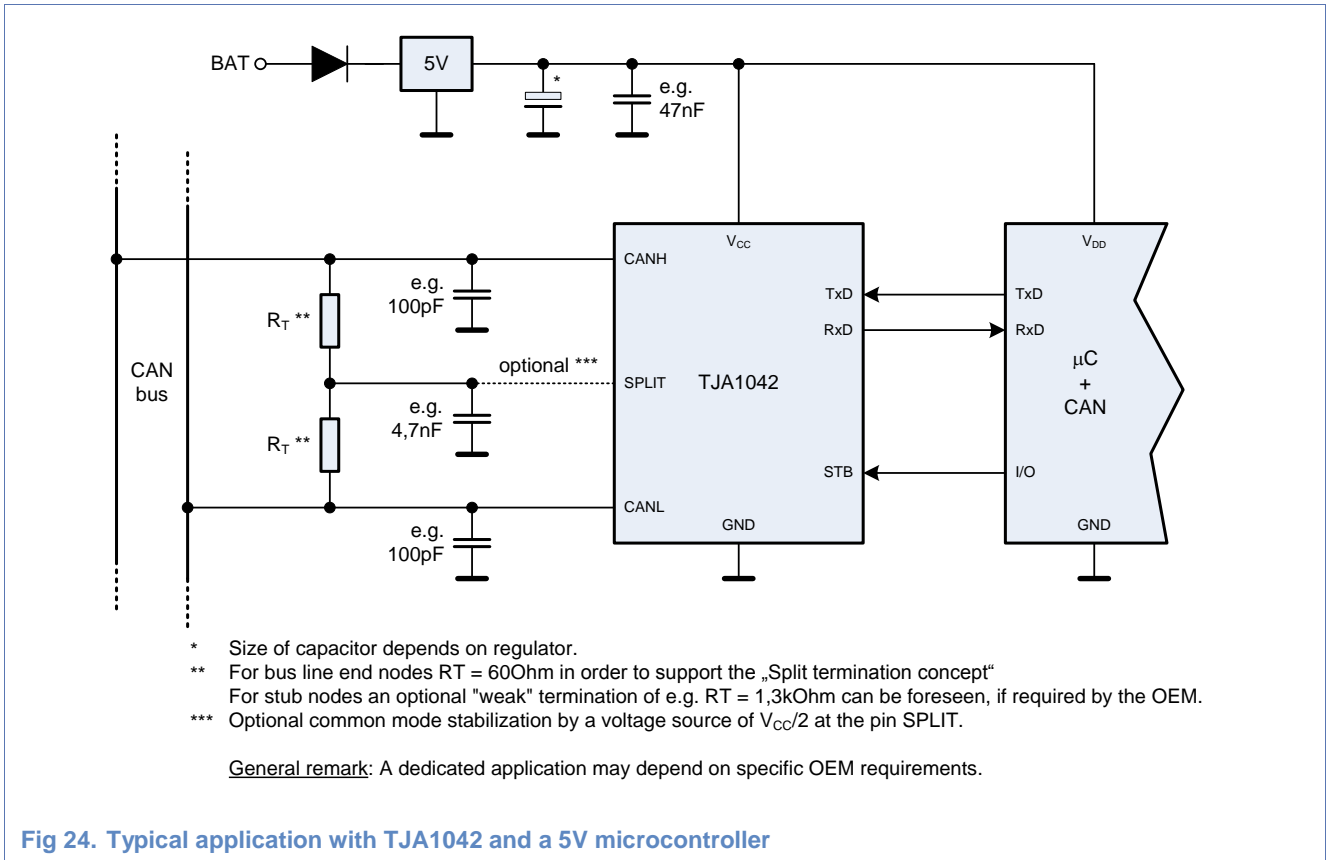 BAT
5V
*
e.g.
47nF
VCC
VDD
CANH
e.g.
100pF
TxD
TxD
RT **
RxD
RxD
CAN
bus
optional ***
SPLIT
TJA1042
µC
+
CAN
e.g.
4,7nF
RT **
STB
I/O
CANL
e.g.
100pF
GND
GND
* Size of capacitor depends on regulator.
** For bus line end nodes RT = 60Ohm in order to support the „Split termination concept“
For stub nodes an optional "weak" termination of e.g. RT = 1,3kOhm can be foreseen, if required by the OEM.
*** Optional common mode stabilization by a voltage source of VCC/2 at the pin SPLIT.
General remark: A dedicated application may depend on specific OEM requirements.
Fig 24. Typical application with TJA1042 and a 5V microcontroller